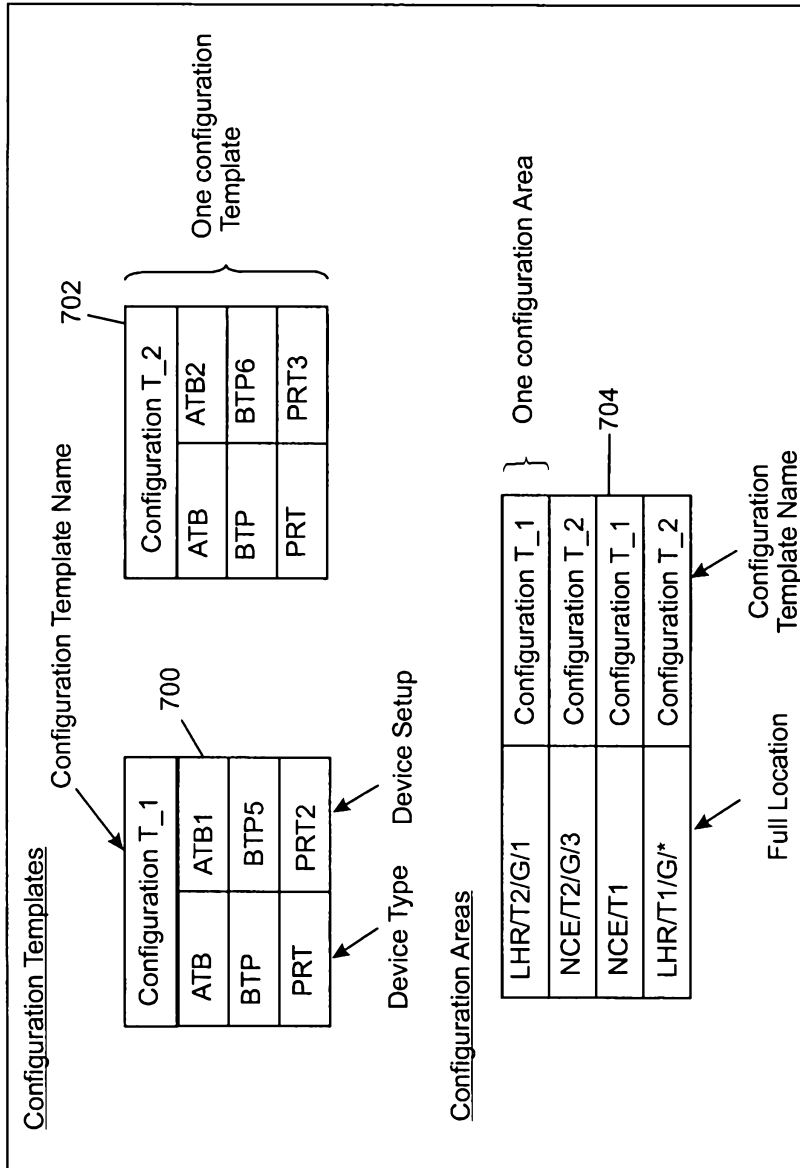 Configuration Templates
Configuration Template Name
Configuration T_1
ATB ATB1
BTP BTP5
PRT PRT2
700
Device Type
Device Setup
702
Configuration T_2
ATB ATB2
BTP BTP6
PRT PRT3
One configuration
Template
Configuration Areas
LHR/T2/G/1 Configuration T_1
NCE/T2/G/3 Configuration T_2
NCE/T1 Configuration T_1
LHR/T1/G/* Configuration T_2
One configuration Area
704
Full Location
Configuration
Template Name